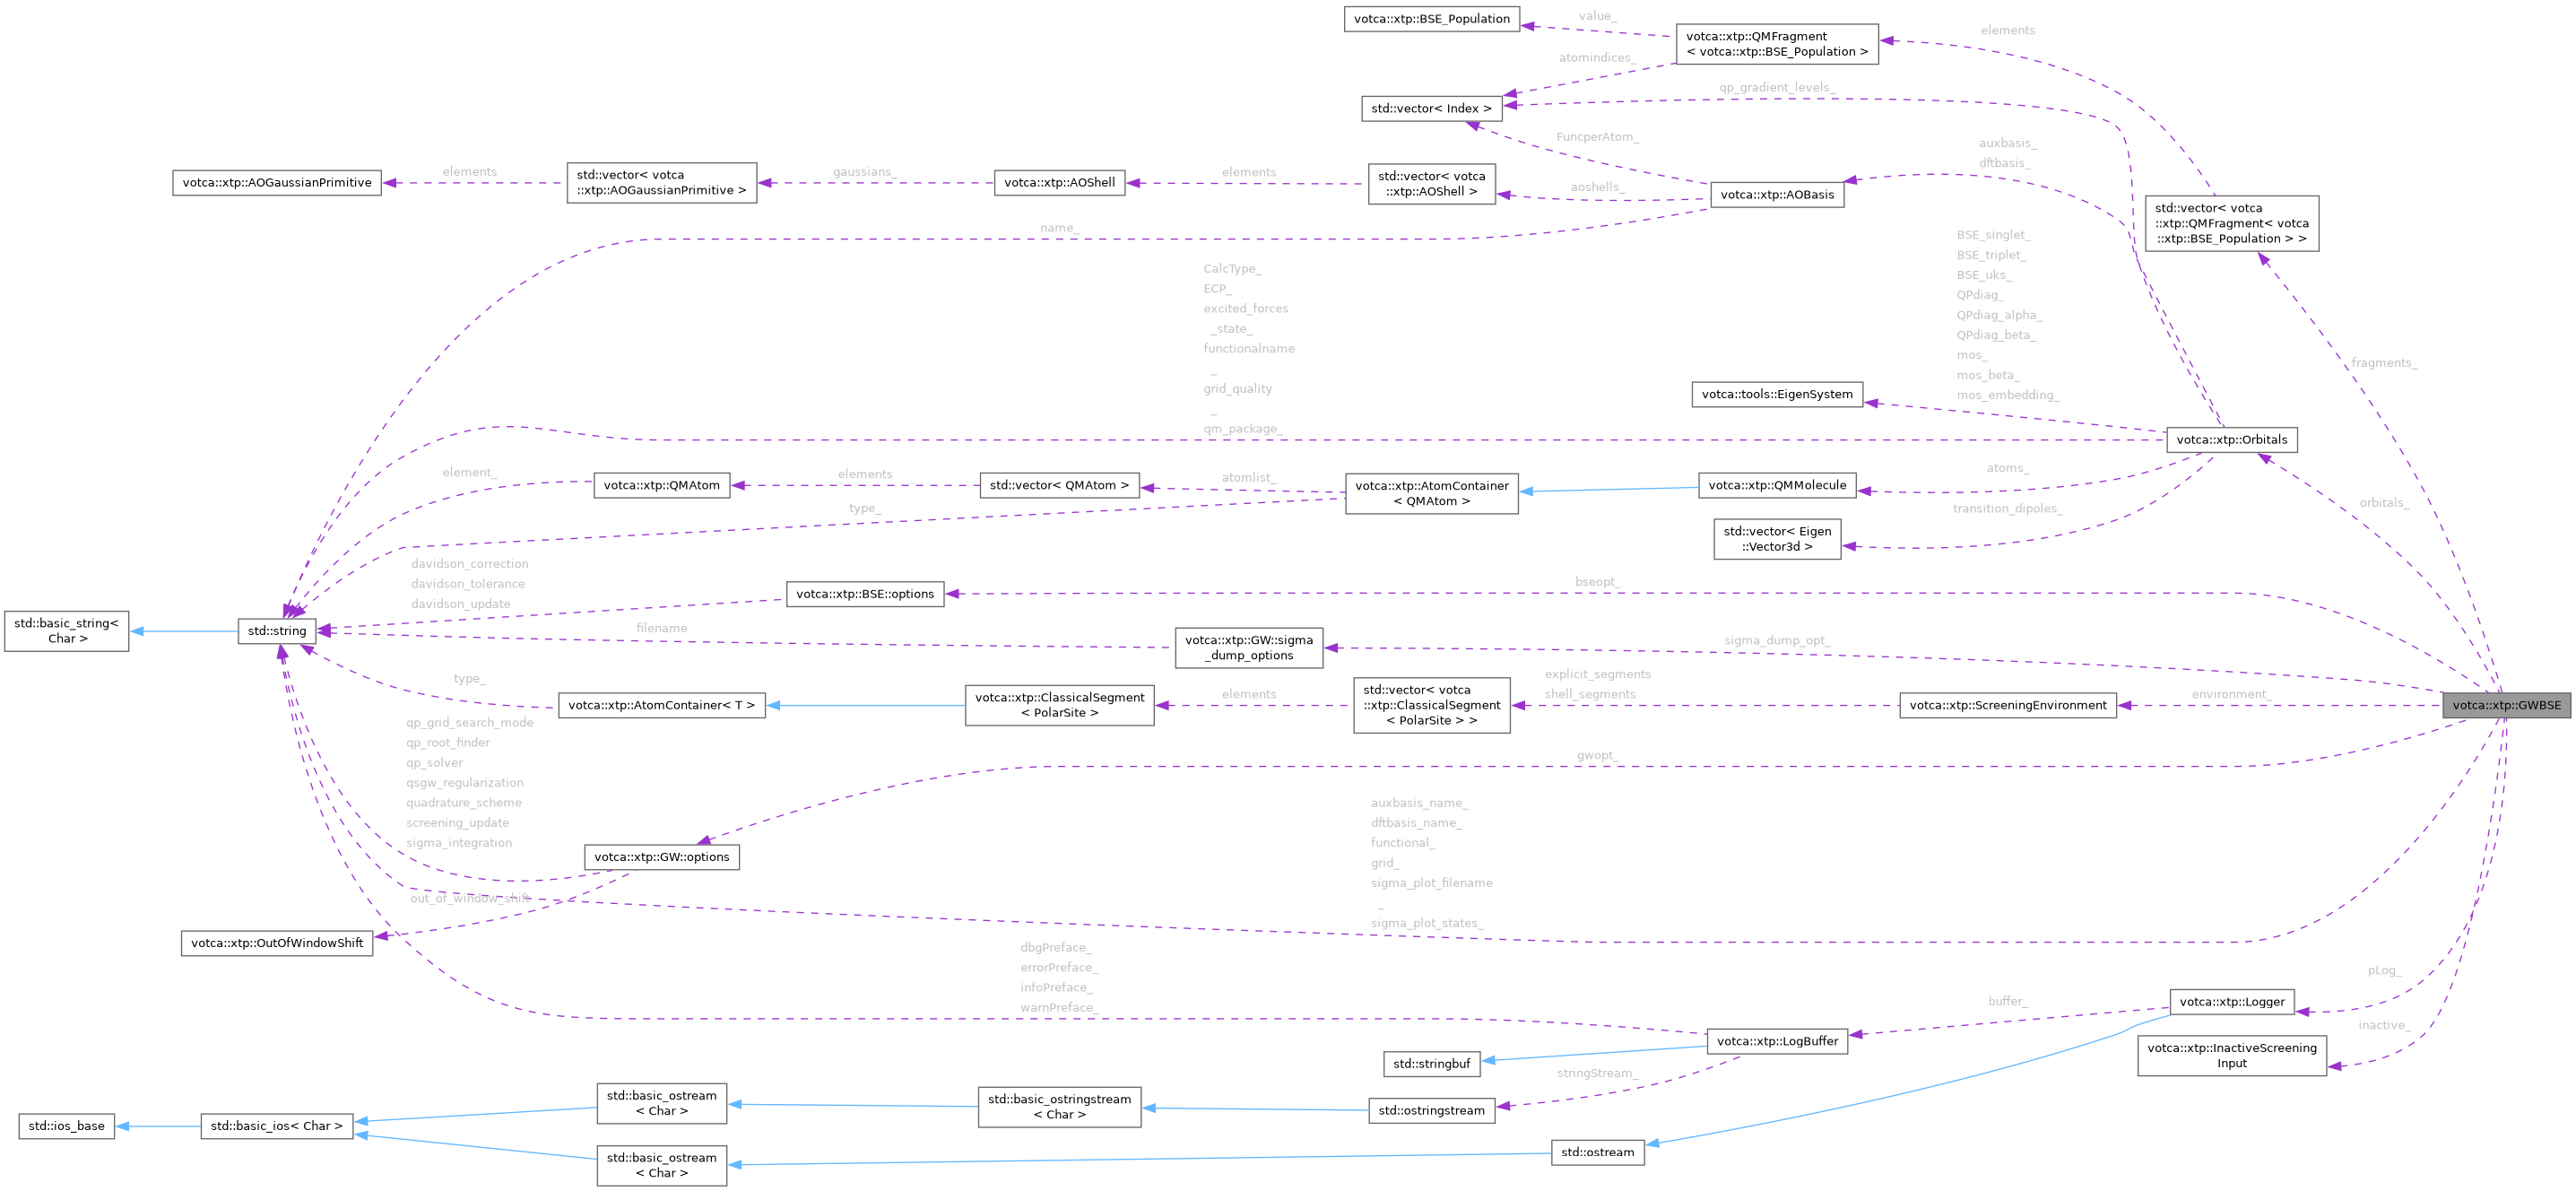 votca::xtp::BSE_Population
value_
votca::xtp::QMFragment
< votca::xtp::BSE_Population >
elements
atomindices_
std::vector< Index >
qp_gradient_levels_
FuncperAtom_
auxbasis_
dftbasis_
votca::xtp::AOGaussianPrimitive
elements
std::vector< votca
::xtp::AOGaussianPrimitive >
gaussians_
votca::xtp::AOShell
elements
std::vector< votca
::xtp::AOShell >
aoshells_
votca::xtp::AOBasis
std::vector< votca
::xtp::QMFragment< votca
::xtp::BSE_Population > >
name_
BSE_singlet_
BSE_triplet_
BSE_uks_
QPdiag_
QPdiag_alpha_
QPdiag_beta_
mos_
mos_beta_
mos_embedding_
CalcType_
ECP_
excited_forces
_state_
functionalname
_
grid_quality
_
qm_package_
fragments_
votca::tools::EigenSystem
votca::xtp::Orbitals
element_
votca::xtp::QMAtom
elements
std::vector< QMAtom >
atomlist_
votca::xtp::AtomContainer
< QMAtom >
votca::xtp::QMMolecule
atoms_
type_
std::vector< Eigen
::Vector3d >
transition_dipoles_
orbitals_
davidson_correction
davidson_tolerance
davidson_update
votca::xtp::BSE::options
bseopt_
std::basic_string<
Char >
std::string
filename
votca::xtp::GW::sigma
_dump_options
sigma_dump_opt_
type_
votca::xtp::AtomContainer< T >
votca::xtp::ClassicalSegment
< PolarSite >
elements
std::vector< votca
::xtp::ClassicalSegment
< PolarSite > >
explicit_segments
shell_segments
votca::xtp::ScreeningEnvironment
environment_
votca::xtp::GWBSE
qp_grid_search_mode
qp_root_finder
qp_solver
qsgw_regularization
quadrature_scheme
screening_update
sigma_integration
gwopt_
votca::xtp::GW::options
auxbasis_name_
dftbasis_name_
functional_
grid_
sigma_plot_filename
_
sigma_plot_states_
out_of_window_shift
votca::xtp::OutOfWindowShift
dbgPreface_
errorPreface_
infoPreface_
warnPreface_
pLog_
votca::xtp::Logger
buffer_
inactive_
votca::xtp::LogBuffer
votca::xtp::InactiveScreening
Input
std::stringbuf
stringStream_
std::ios_base
std::basic_ios< Char >
std::basic_ostream
< Char >
std::basic_ostringstream
< Char >
std::ostringstream
std::basic_ostream
< Char >
std::ostream